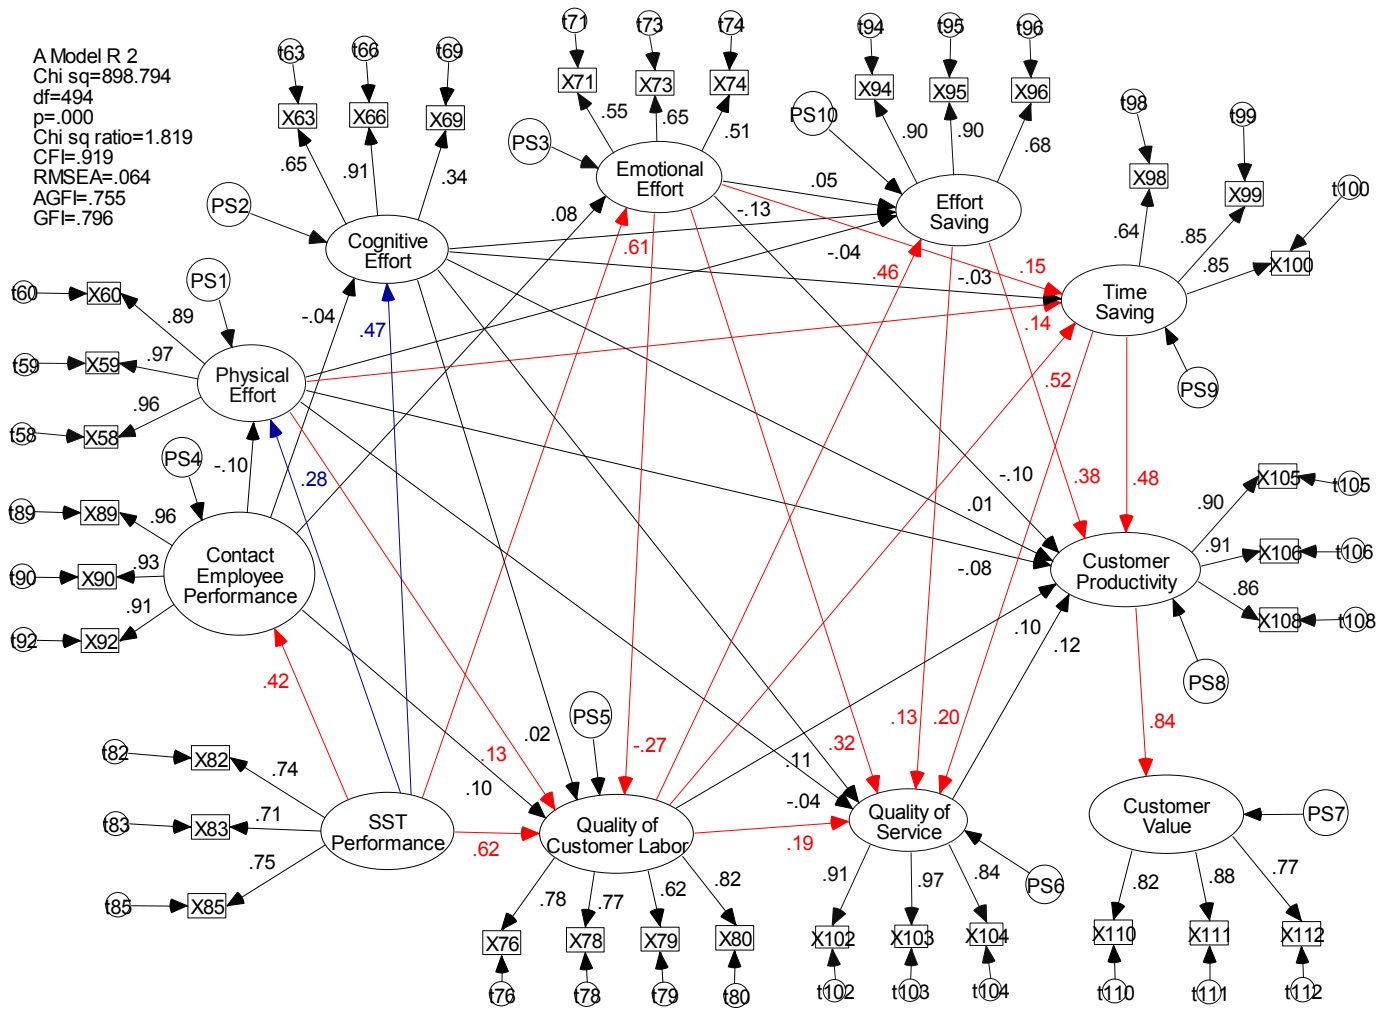 A Model R 2
Chi sq=898.794
df=494
p=.000
Chi sq ratio=1.819
CFI=.919
RMSEA=.064
AGFI=.755
GFI=.796
t63
t66
t69
t71
t73
t74
t94
t95
t96
t98
t99
t100
X63
X66
X69
X71
X73
X74
X94
X95
X96
X98
X99
X100
.65
.91
.34
.55
.65
.51
.90
.90
.68
.64
.85
.85
PS2
PS3
PS10
PS1
PS9
Cognitive
Effort
Emotional
Effort
Effort
Saving
Time
Saving
.08
.61
.05
-.13
-.04
.46
-.03
.15
.14
-.04
.47
.52
t60
X60
.89
t59
X59
.97
t58
X58
.96
Physical
Effort
PS4
-.10
.28
t89
X89
.96
t90
X90
.93
t92
X92
.91
Contact
Employee
Performance
-.10
.38
.48
.01
-.08
.10
.12
Customer
Productivity
.90
X105
t105
.91
X106
t106
.86
X108
t108
PS8
.42
.84
t82
X82
.74
t83
X83
.71
t85
X85
.75
SST
Performance
.13
.10
.02
.62
PS5
-.27
.11
-.04
.32
.13
.20
.19
Quality of
Customer Labor
Quality of
Service
PS6
Customer
Value
PS7
.78
.77
.62
.82
.91
.97
.84
.82
.88
.77
X76
X78
X79
X80
X102
X103
X104
X110
X111
X112
t76
t78
t79
t80
t102
t103
t104
t110
t111
t112